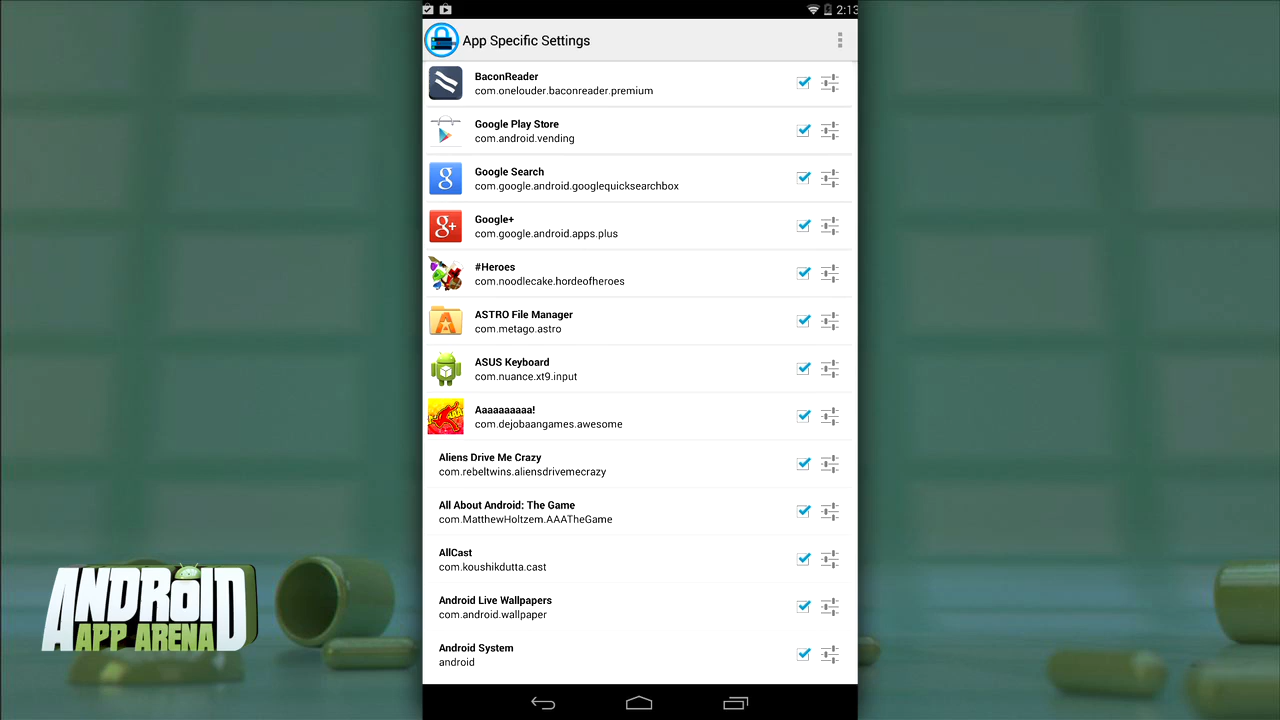 2:13
App Specific Settings
BaconReader
com.onelouder.baconreader.premium
Google Play Store
com.android.vending
Google Search
com.google.android.googlequicksearchbox
Google+
com.google.android.apps.plus
#Heroes
com.noodlecake.hordeofheroes
ASTRO File Manager
com.metago.astro
ASUS Keyboard
com.nuance.xt9.input
Aaaaaaaaaa!
com.dejobaangames.awesome
Aliens Drive Me Crazy
com.rebeltwins.aliensdrivemecrazy
All About Android: The Game
com.MatthewHoltzem.AAATheGame
AllCast
com.koushikdutta.cast
Android Live Wallpapers
com.android.wallpaper
Android System
android
ANDROID
APP ARENA